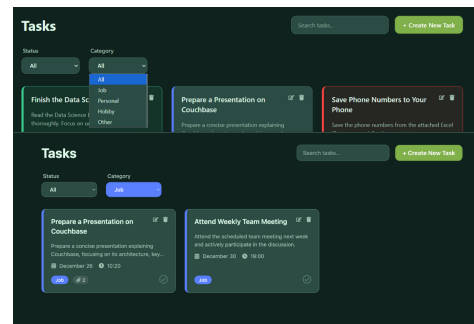 Tasks
Search tasks...
+ Create New Task
Status
Category
All
All
All
Job
Personal
Hobby
Other
Finish the Data Sc
Read the Data Science
thoroughly. Focus on u
Prepare a Presentation on
Couchbase
Prepare a concise presentation explaining
Save Phone Numbers to Your
Phone
Save the phone numbers from the attached Excel
Tasks
Search tasks...
+ Create New Task
Status
Category
All
Job
Prepare a Presentation on
Couchbase
Prepare a concise presentation explaining
Couchbase, focusing on its architecture, key...
December 26
10:20
Job
2
Attend Weekly Team Meeting
Attend the scheduled team meeting next week
and actively participate in the discussion.
December 30
19:00
Job